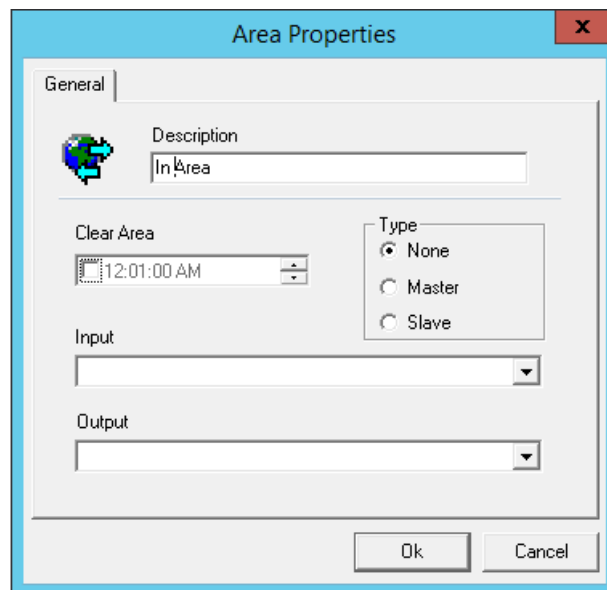 Area Properties
x
General
Description
In Area
Clear Area
12:01:00 AM
Type
None
Master
Slave
Input
Output
Ok
Cancel